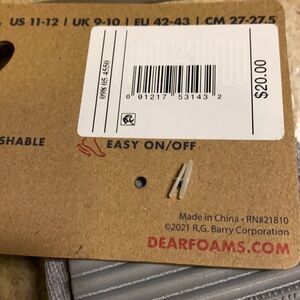 US 11-12 | UK 9-10 | EU 42-43 | CM 27-27.5
098 05 4550
0 91217 53143 2
$20.00
SHABLE
EASY ON/OFF
Made in China • RN#21810
©2021 R.G. Barry Corporation
DEARFOAMS.COM